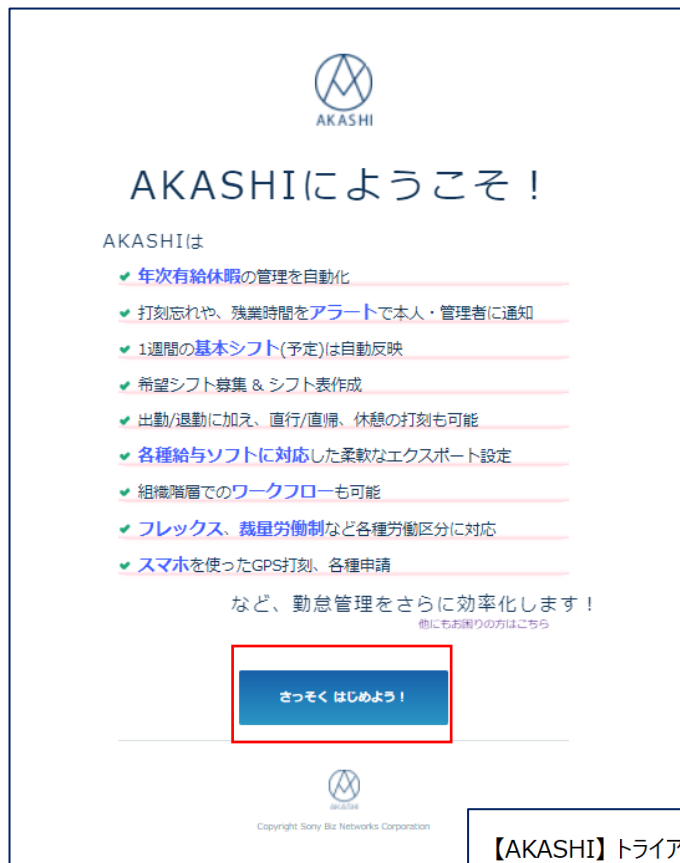 AKASHI
AKASHIにようこそ！
AKASHIは
年次有給休暇の管理を自動化
打刻忘れや、残業時間をアラートで本人・管理者に通知
1週間の基本シフト(予定)は自動反映
希望シフト募集 & シフト表作成
出勤/退勤に加え、直行/直帰、休憩の打刻も可能
各種給与ソフトに対応した柔軟なエクスポート設定
組織階層でのワークフローも可能
フレックス、裁量労働制など各種労働区分に対応
スマホを使ったGPS打刻、各種申請
など、勤怠管理をさらに効率化します！
他にもお困りの方はこちら
さっそく はじめよう！
AKASHI
Copyright Sony Biz Networks Corporation
【AKASHI】トライア